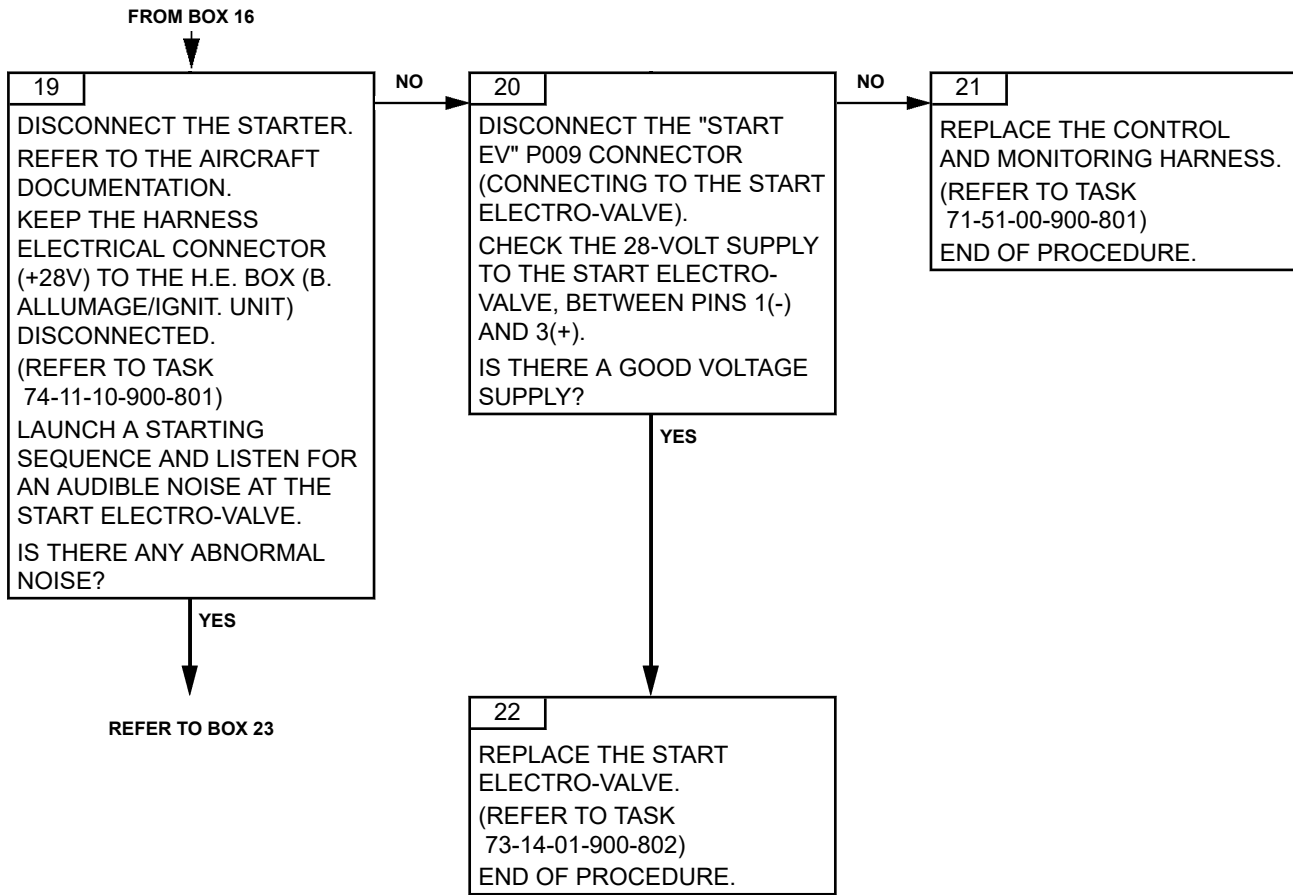 FROM BOX 16
19
DISCONNECT THE STARTER.
REFER TO THE AIRCRAFT
DOCUMENTATION.
KEEP THE HARNESS
ELECTRICAL CONNECTOR
(+28V) TO THE H.E. BOX (B.
ALLUMAGE/IGNIT. UNIT)
DISCONNECTED.
(REFER TO TASK
74-11-10-900-801)
LAUNCH A STARTING
SEQUENCE AND LISTEN FOR
AN AUDIBLE NOISE AT THE
START ELECTRO-VALVE.
IS THERE ANY ABNORMAL
NOISE?
NO
YES
REFER TO BOX 23
20
DISCONNECT THE "START
EV" P009 CONNECTOR
(CONNECTING TO THE START
ELECTRO-VALVE).
CHECK THE 28-VOLT SUPPLY
TO THE START ELECTRO-
VALVE, BETWEEN PINS 1(-)
AND 3(+).
IS THERE A GOOD VOLTAGE
SUPPLY?
NO
YES
21
REPLACE THE CONTROL
AND MONITORING HARNESS.
(REFER TO TASK
71-51-00-900-801)
END OF PROCEDURE.
22
REPLACE THE START
ELECTRO-VALVE.
(REFER TO TASK
73-14-01-900-802)
END OF PROCEDURE.